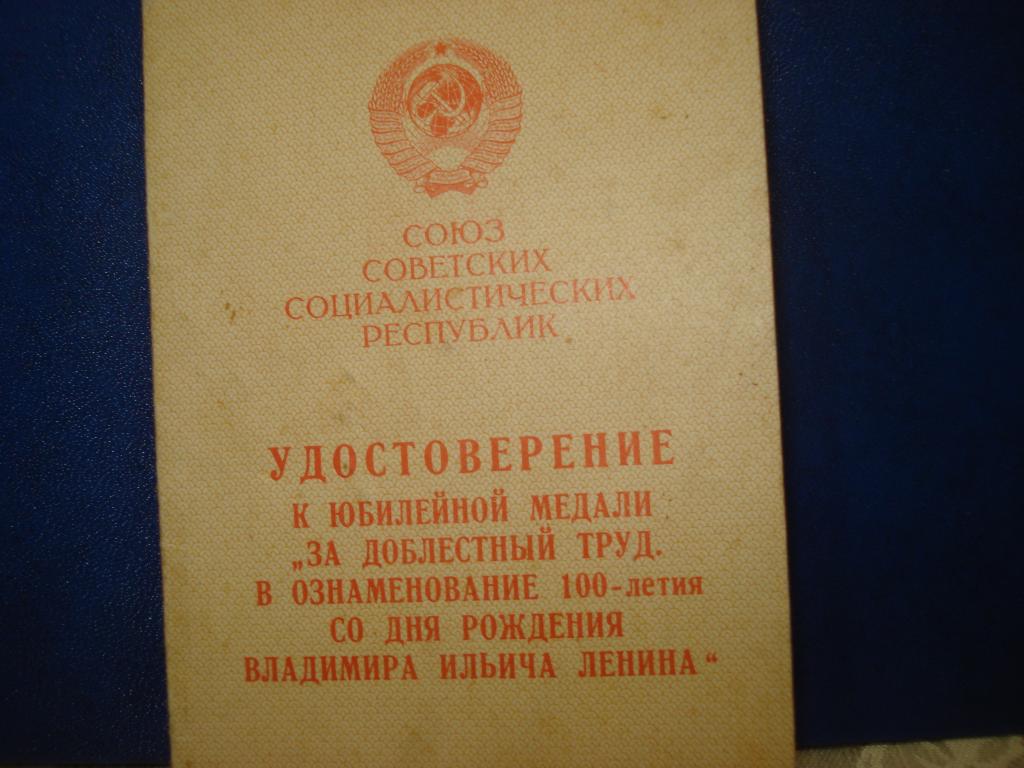 СОЮЗ
СОВЕТСКИХ
СОЦИАЛИСТИЧЕСКИХ
РЕСПУБЛИК
УДОСТОВЕРЕНИЕ
К ЮБИЛЕЙНОЙ МЕДАЛИ
„ЗА ДОБЛЕСТНЫЙ ТРУД.
В ОЗНАМЕНОВАНИЕ 100-летия
СО ДНЯ РОЖДЕНИЯ
ВЛАДИМИРА ИЛЬИЧА ЛЕНИНА“